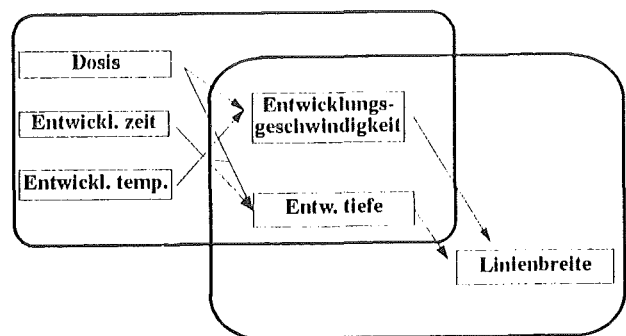 Dosis
Entwickl. zeit
Entwickl. temp.
Entwicklungs-
geschwindigkeit
Entw. tiefe
Linienbreite